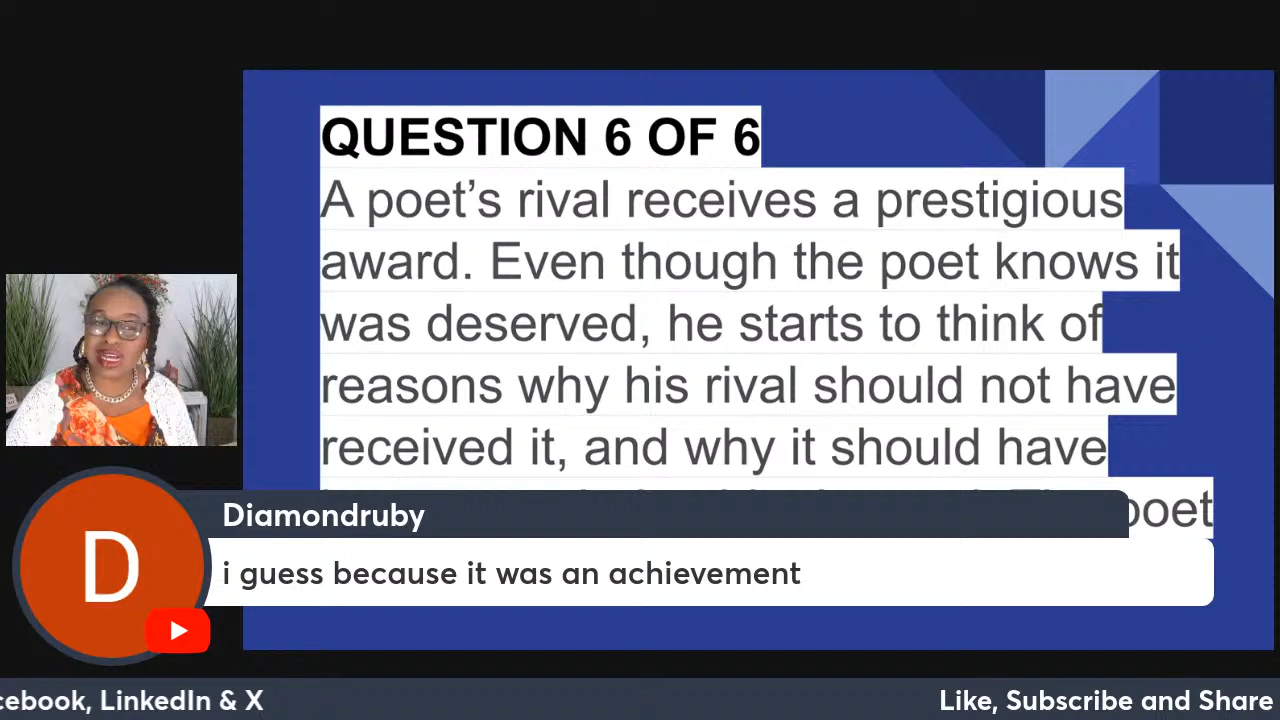 QUESTION 6 OF 6
A poet’s rival receives a prestigious
award. Even though the poet knows it
was deserved, he starts to think of
reasons why his rival should not have
received it, and why it should have
poet
Diamondruby
D
i guess because it was an achievement
cebook, LinkedIn & X
Like, Subscribe and Share